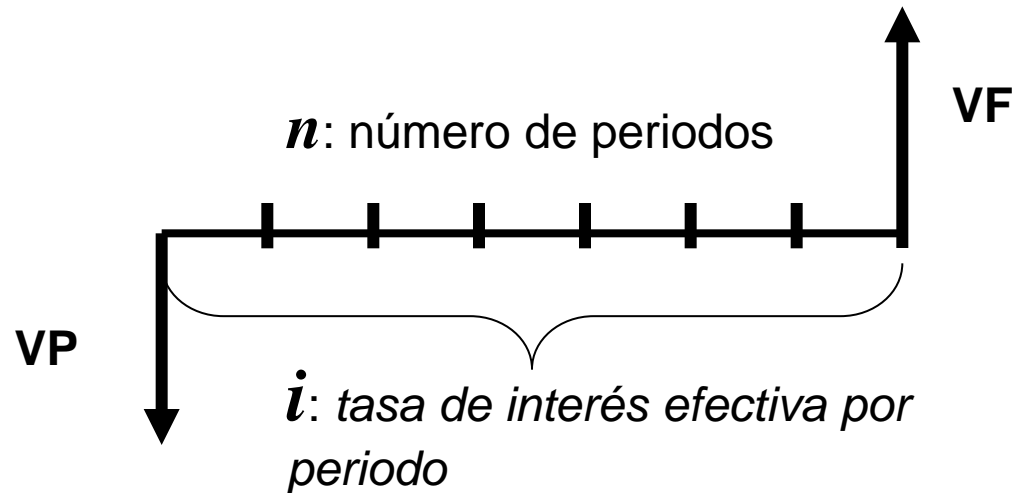 VF
n: número de periodos
VP
i: tasa de interés efectiva por
periodo